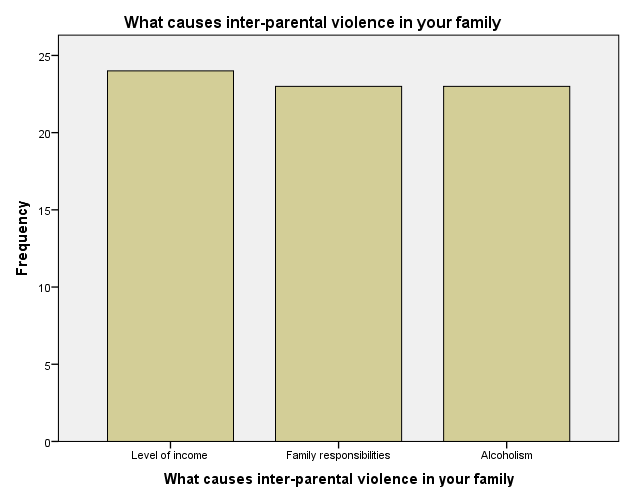 What causes inter-parental violence in your family
Frequency
25
20
15
10
5
0
Level of income
Family responsibilities
Alcoholism
What causes inter-parental violence in your family